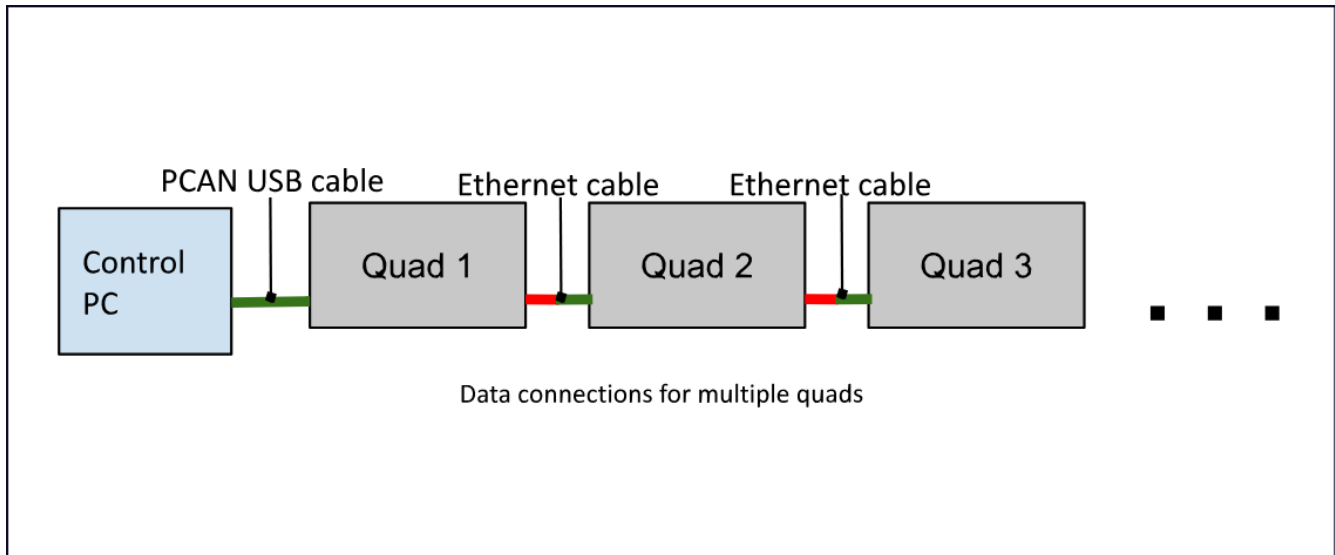 PCAN USB cable
Ethernet cable
Ethernet cable
Control
PC
Quad 1
Quad 2
Quad 3
Data connections for multiple quads